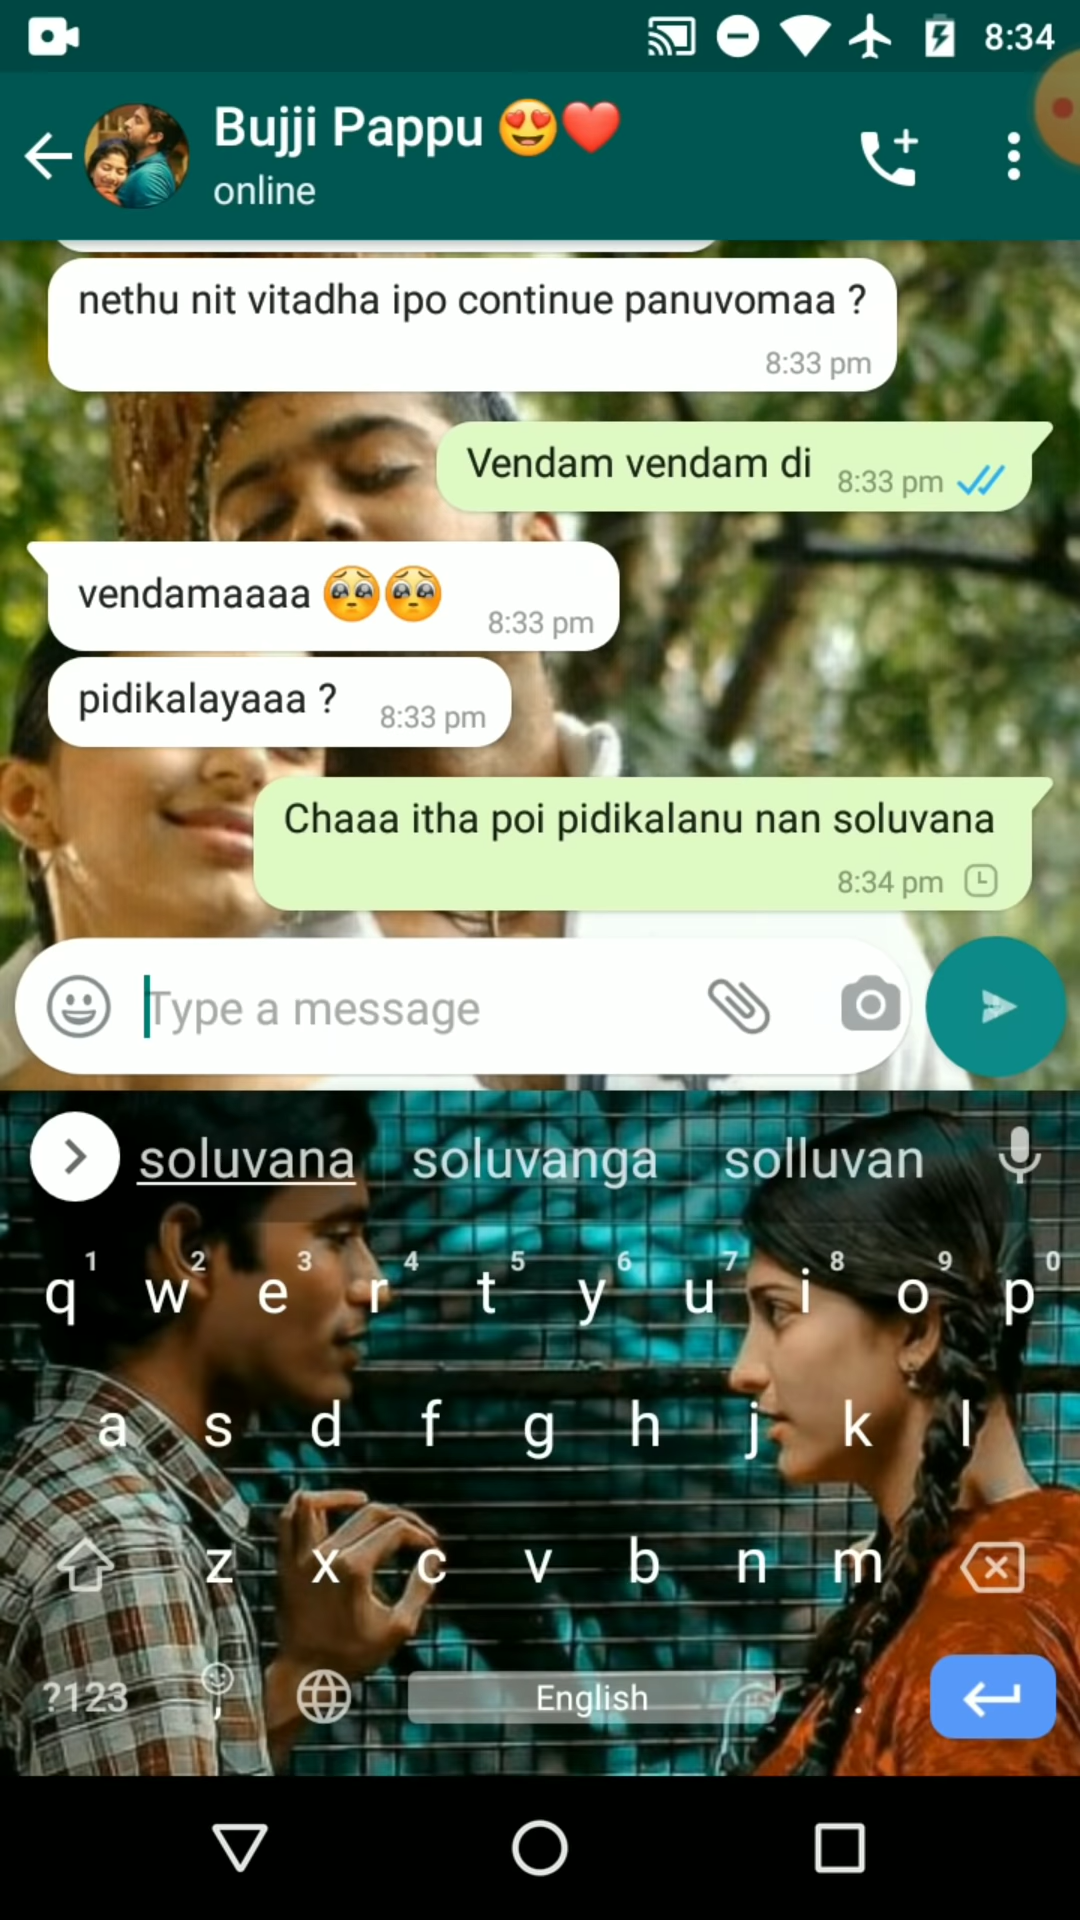 8:34
Bujji Pappu 😍❤️
online
nethu nit vitadha ipo continue panuvomaa ?
8:33 pm
Vendam vendam di 8:33 pm
vendamaaaa 🥺🥺 8:33 pm
pidikalayaaa ? 8:33 pm
Chaaa itha poi pidikalanu nan soluvana
8:34 pm
Type a message
soluvana soluvanga solluvan
1 2 3 4 5 6 7 8 9 0
q w e r t y u i o p
a s d f g h j k l
z x c v b n m
?123 , English .